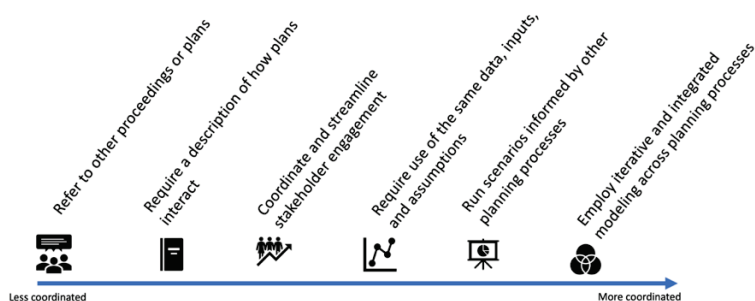 Refer to other proceedings or plans
Require a description of how plans
interact
Coordinate and streamline
stakeholder engagement
Require use of the same data, inputs,
and assumptions
Run scenarios informed by other
planning processes
Employ iterative and integrated
modeling across planning processes
Less coordinated
More coordinated